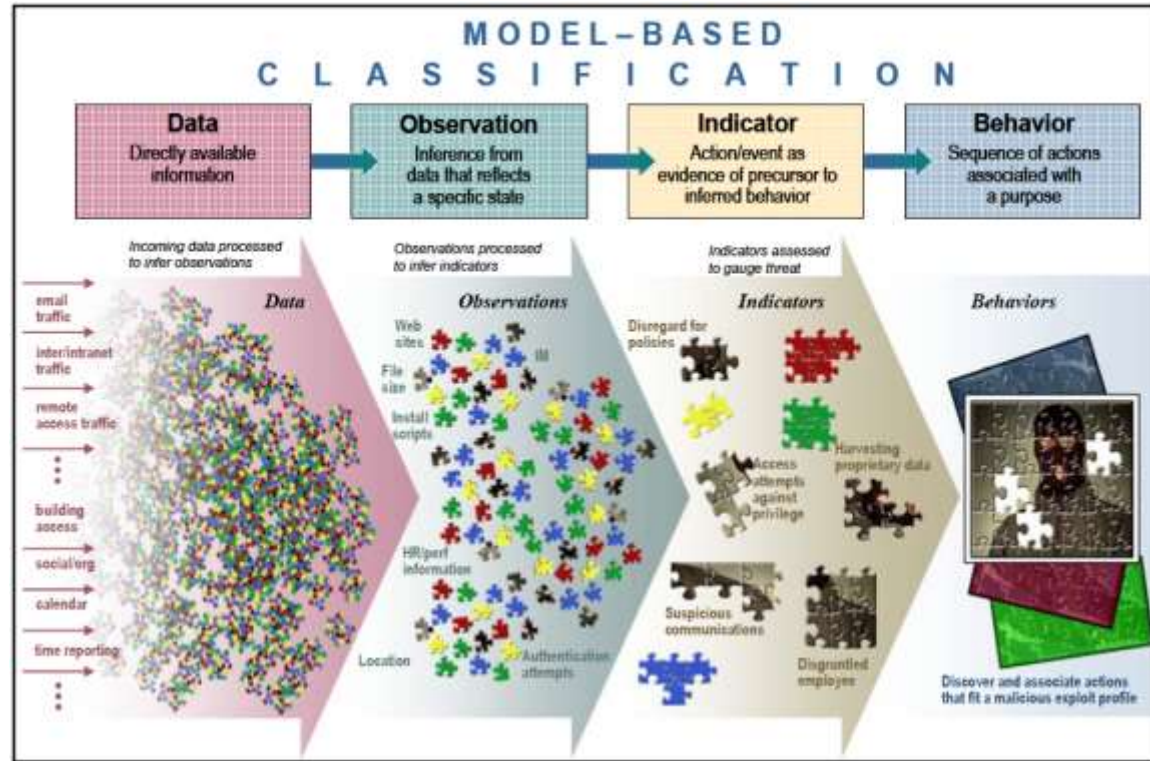 MODEL–BASED
CLASSIFICATION
Data
Directly available
information
Observation
Inference from
data that reflects
a specific state
Indicator
Action/event as
evidence of precursor to
inferred behavior
Behavior
Sequence of actions
associated with
a purpose
Incoming data processed
to infer observations
Observations processed
to infer indicators
Indicators assessed
to gauge threat
Data
Observations
Indicators
Behaviors
email
traffic
inter/intranet
traffic
remote
access traffic
building
access
social/org
calendar
time reporting
Web
sites
IM
File
size
Install
scripts
HR/perf
information
Location
Authentication
attempts
Disregard for
policies
Harvesting
proprietary data
Access
attempts
against
privilege
Suspicious
communications
Disgruntled
employee
Discover and associate actions
that fit a malicious exploit profile